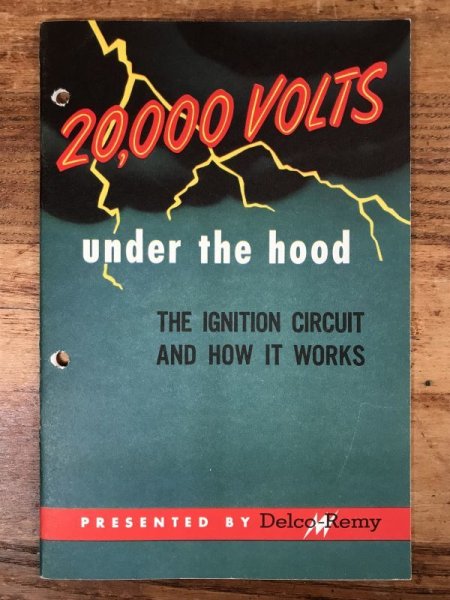 20,000 VOLTS
under the hood
THE IGNITION CIRCUIT
AND HOW IT WORKS
PRESENTED BY Delco-Remy